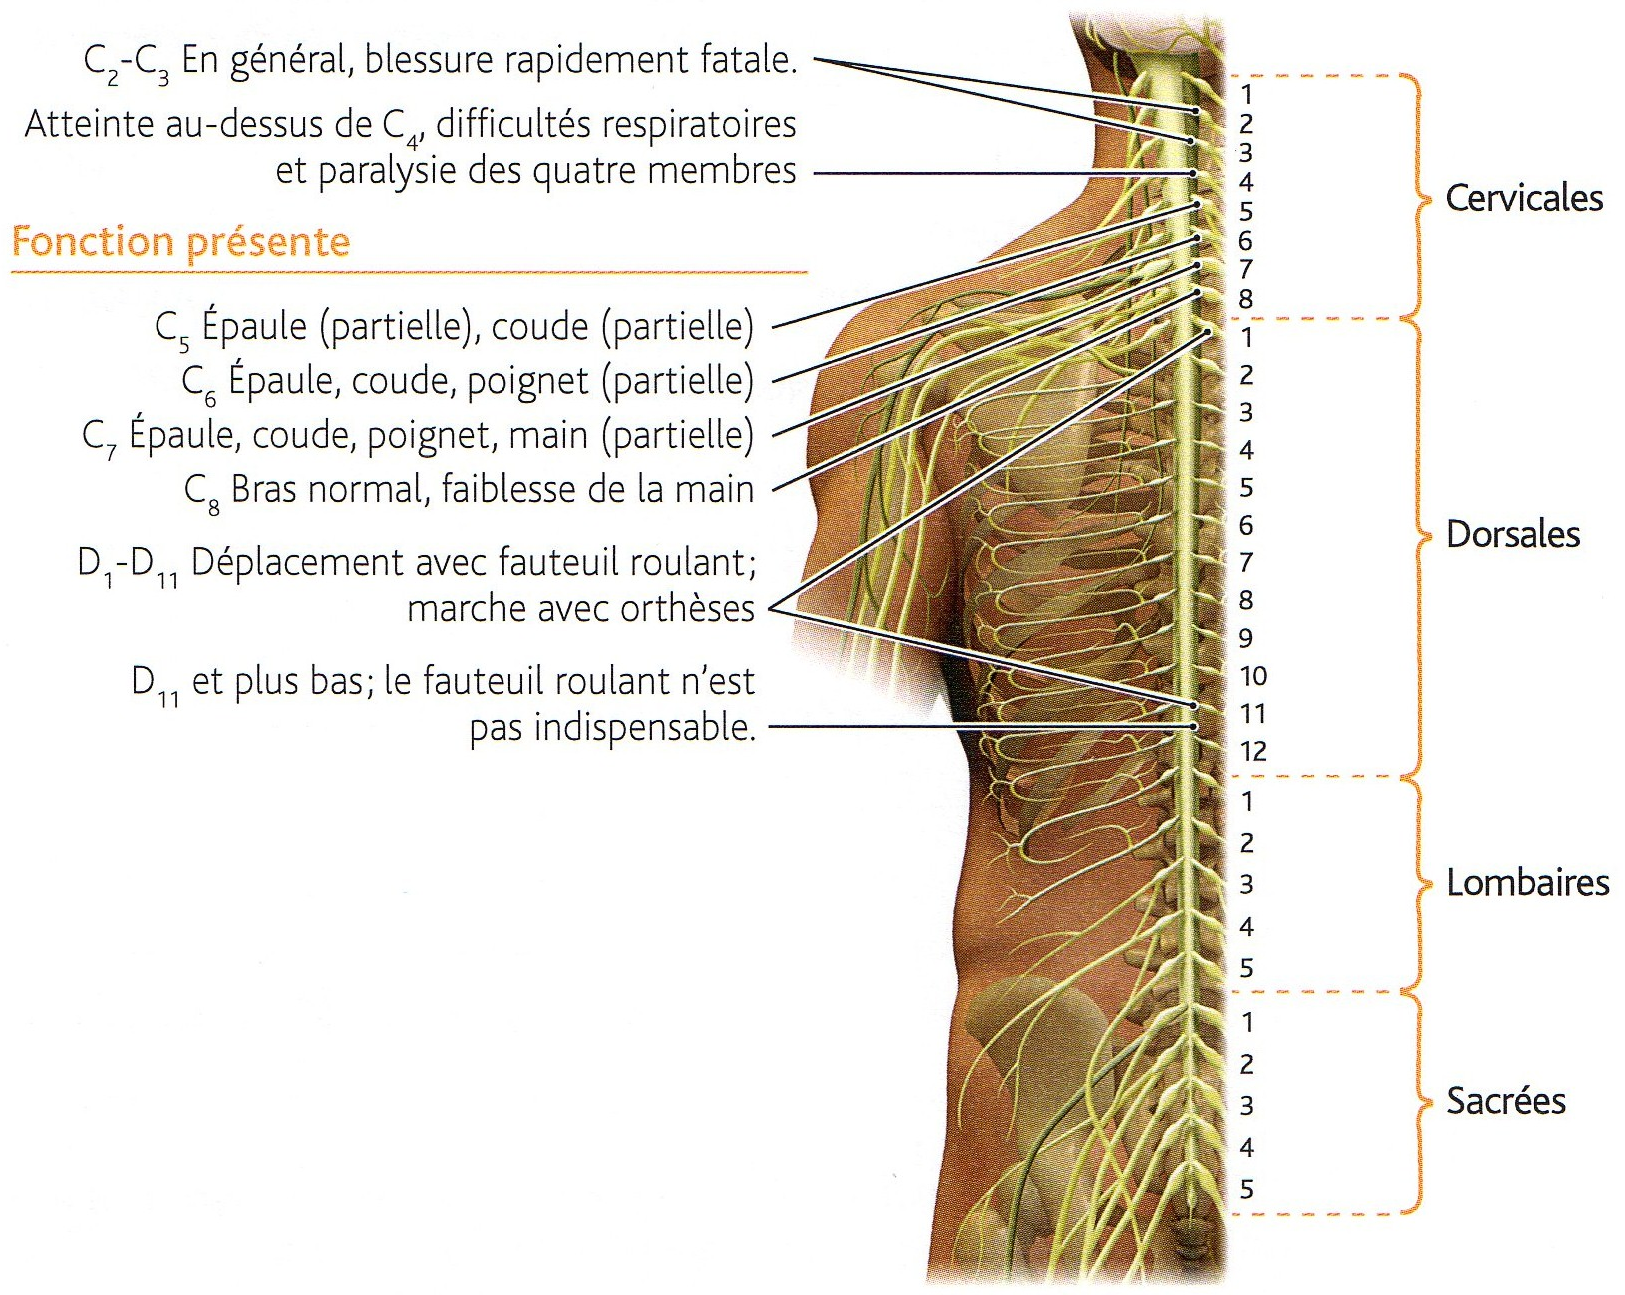 C₂-C₃ En général, blessure rapidement fatale.
Atteinte au-dessus de C₄, difficultés respiratoires
et paralysie des quatre membres
Fonction présente
C₅ Épaule (partielle), coude (partielle)
C₆ Épaule, coude, poignet (partielle)
C₇ Épaule, coude, poignet, main (partielle)
C₈ Bras normal, faiblesse de la main
D₁-D₁₁ Déplacement avec fauteuil roulant;
marche avec orthèses
D₁₁ et plus bas; le fauteuil roulant n'est
pas indispensable.
1
2
3
4
5
6
7
8
Cervicales
1
2
3
4
5
6
7
8
9
10
11
12
Dorsales
1
2
3
4
5
Lombaires
1
2
3
4
5
Sacrées